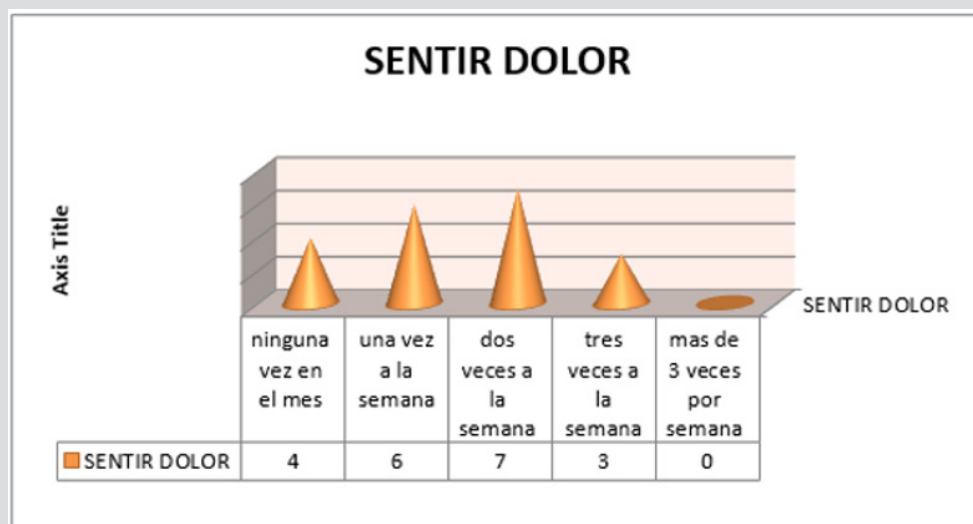 SENTIR DOLOR
Axis Title
SENTIR DOLOR
ninguna
vez en
el mes
una vez
a la
semana
dos
veces a
la
semana
tres
veces a
la
semana
mas de
3 veces
por
semana
SENTIR DOLOR 4 6 7 3 0